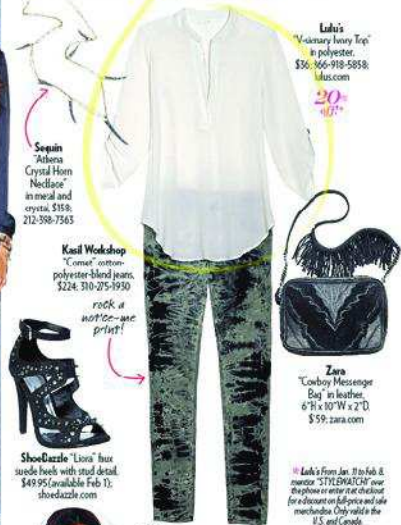 Lulu's
"Visionary Ivory Top"
in polyester,
$36; 866-918-5858;
lulus.com
20%
off!*
Sequin
"Athena
Crystal Horn
Necklace"
in metal and
crystal, $158;
212-398-7363
Kasil Workshop
"Comet" cotton-
polyester-blend jeans,
$224; 310-275-1930
rock a
notice-me
print!
Zara
"Cowboy Messenger
Bag" in leather,
6"H x 10"W x 2"D,
$159; zara.com
ShoeDazzle "Liora" faux
suede heels with stud detail,
$49.95 (available Feb 1);
shoedazzle.com
* Lulu's From Jan. 11 to Feb. 8,
mention "STYLEWATCH" over
the phone or enter it at checkout
for a discount on full-price and sale
merchandise. Only valid in the
U.S. and Canada.